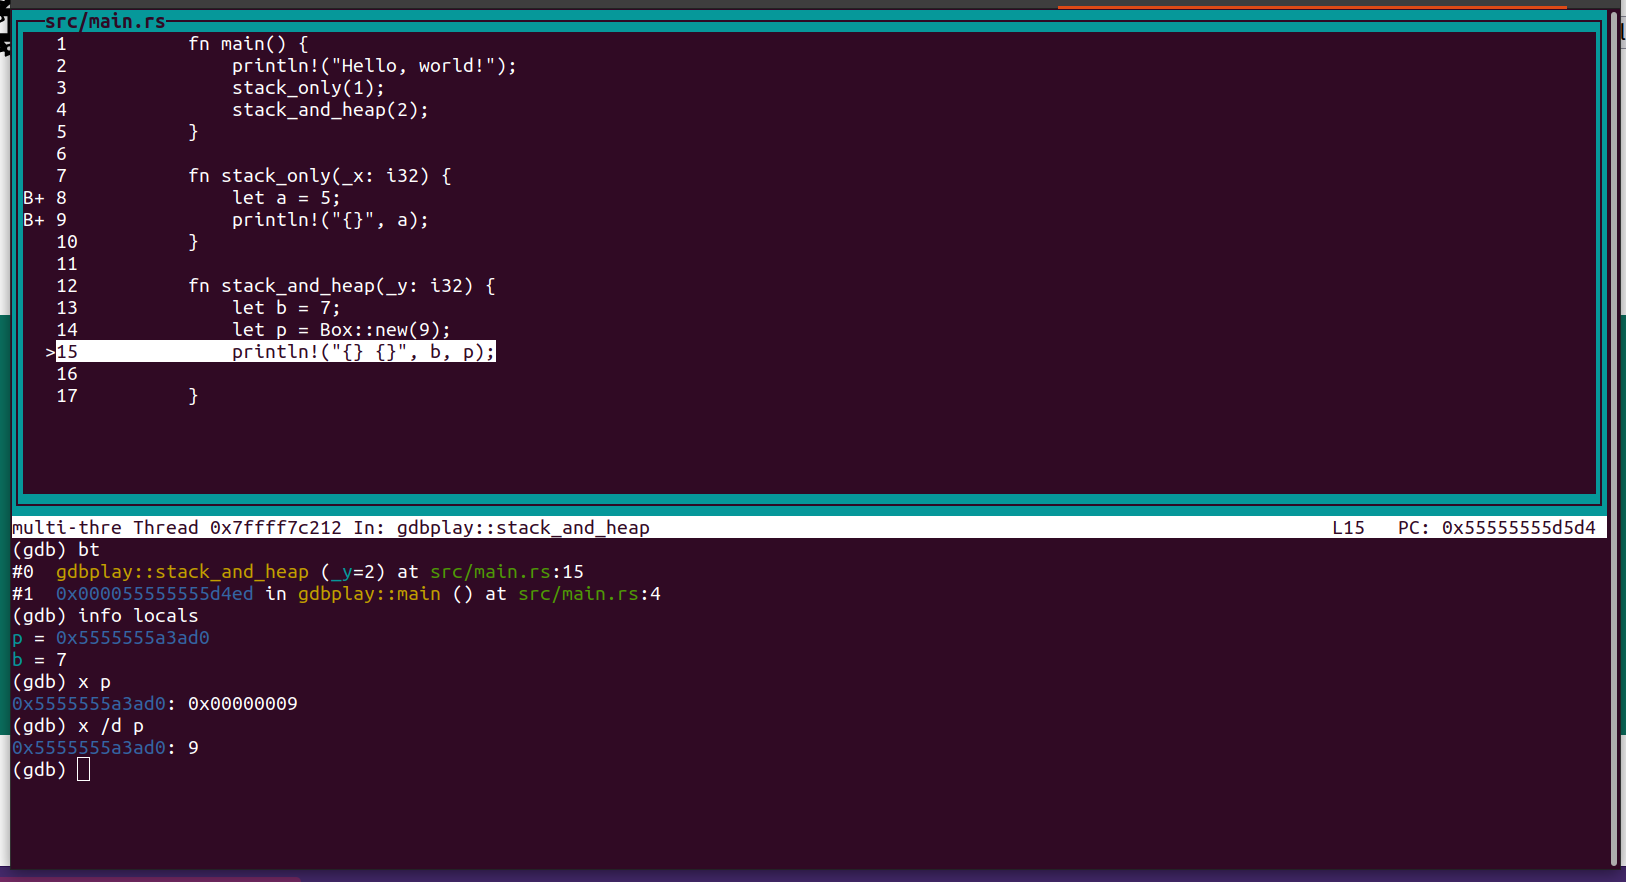 src/main.rs
1 fn main() {
2 println!("Hello, world!");
3 stack_only(1);
4 stack_and_heap(2);
5 }
6
7 fn stack_only(_x: i32) {
B+ 8 let a = 5;
B+ 9 println!("{}", a);
10 }
11
12 fn stack_and_heap(_y: i32) {
13 let b = 7;
14 let p = Box::new(9);
>15 println!("{} {}", b, p);
16
17 }
multi-thre Thread 0x7ffff7c212 In: gdbplay::stack_and_heap L15 PC: 0x55555555d5d4
(gdb) bt
#0 gdbplay::stack_and_heap (_y=2) at src/main.rs:15
#1 0x000055555555d4ed in gdbplay::main () at src/main.rs:4
(gdb) info locals
p = 0x5555555a3ad0
b = 7
(gdb) x p
0x5555555a3ad0: 0x00000009
(gdb) x /d p
0x5555555a3ad0: 9
(gdb)